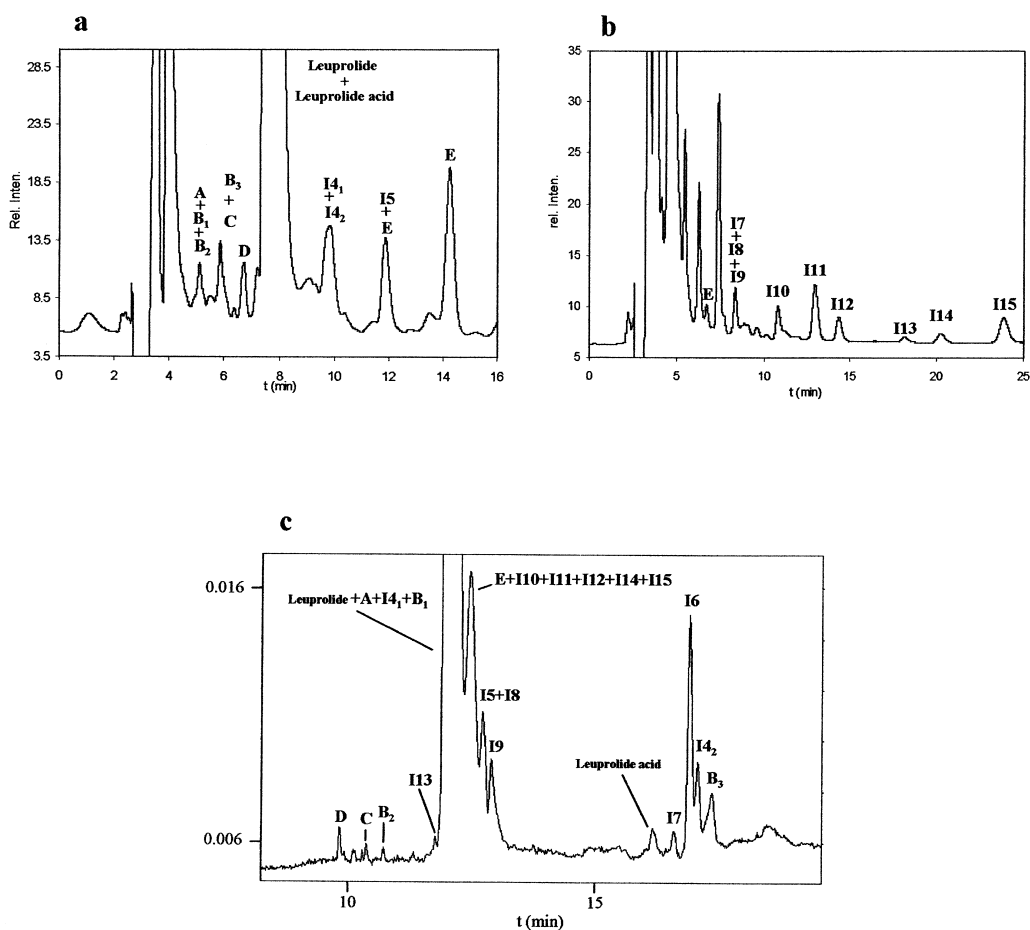 a
Rel. Inten.
28.5
23.5
18.5
13.5
8.5
3.5
Leuprolide
+
Leuprolide acid
A
+
B1
+
B2
B3
+
C
D
I41
+
I42
I5
+
E
E
0 2 4 6 8 10 12 14 16
t (min)
b
rel. Inten.
35
30
25
20
15
10
5
E
I7
+
I8
+
I9
I10
I11
I12
I13
I14
I15
0 5 10 15 20 25
t (min)
c
0.016
0.006
Leuprolide +A+I41+B1
E+I10+I11+I12+I14+I15
I5+I8
I9
I13
D
C
B2
Leuprolide acid
I7
I6
I42
B3
10 15
t (min)